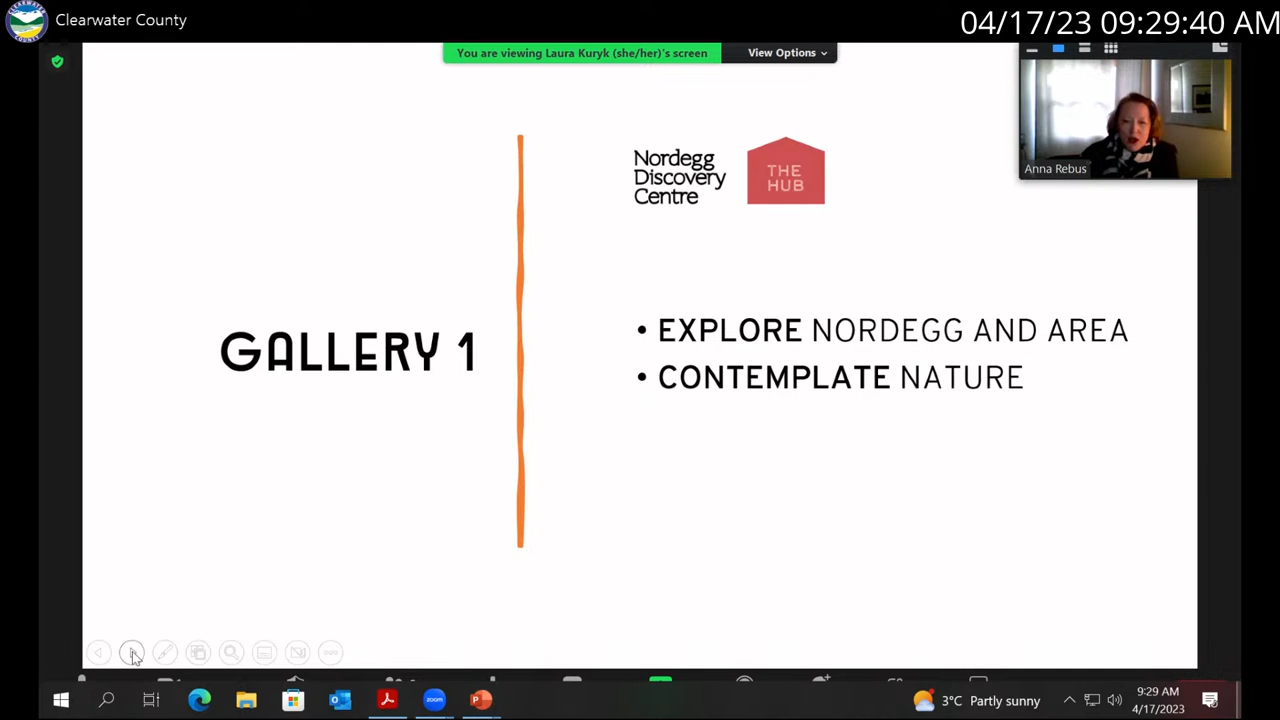 Clearwater County
04/17/23 09:29:40 AM
You are viewing Laura Kuryk (she/her)'s screen
View Options
Anna Rebus
Nordegg
Discovery
Centre
THE
HUB
GALLERY 1
• EXPLORE NORDEGG AND AREA
• CONTEMPLATE NATURE
3°C Partly sunny
9:29 AM
4/17/2023